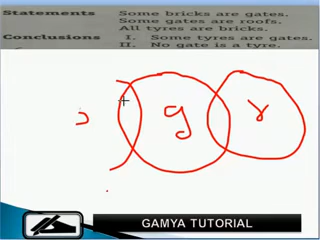 Statements Some bricks are gates.
Some gates are roofs.
All tyres are bricks.
Conclusions I. Some tyres are gates.
II. No gate is a tyre.
g r
GAMYA TUTORIAL